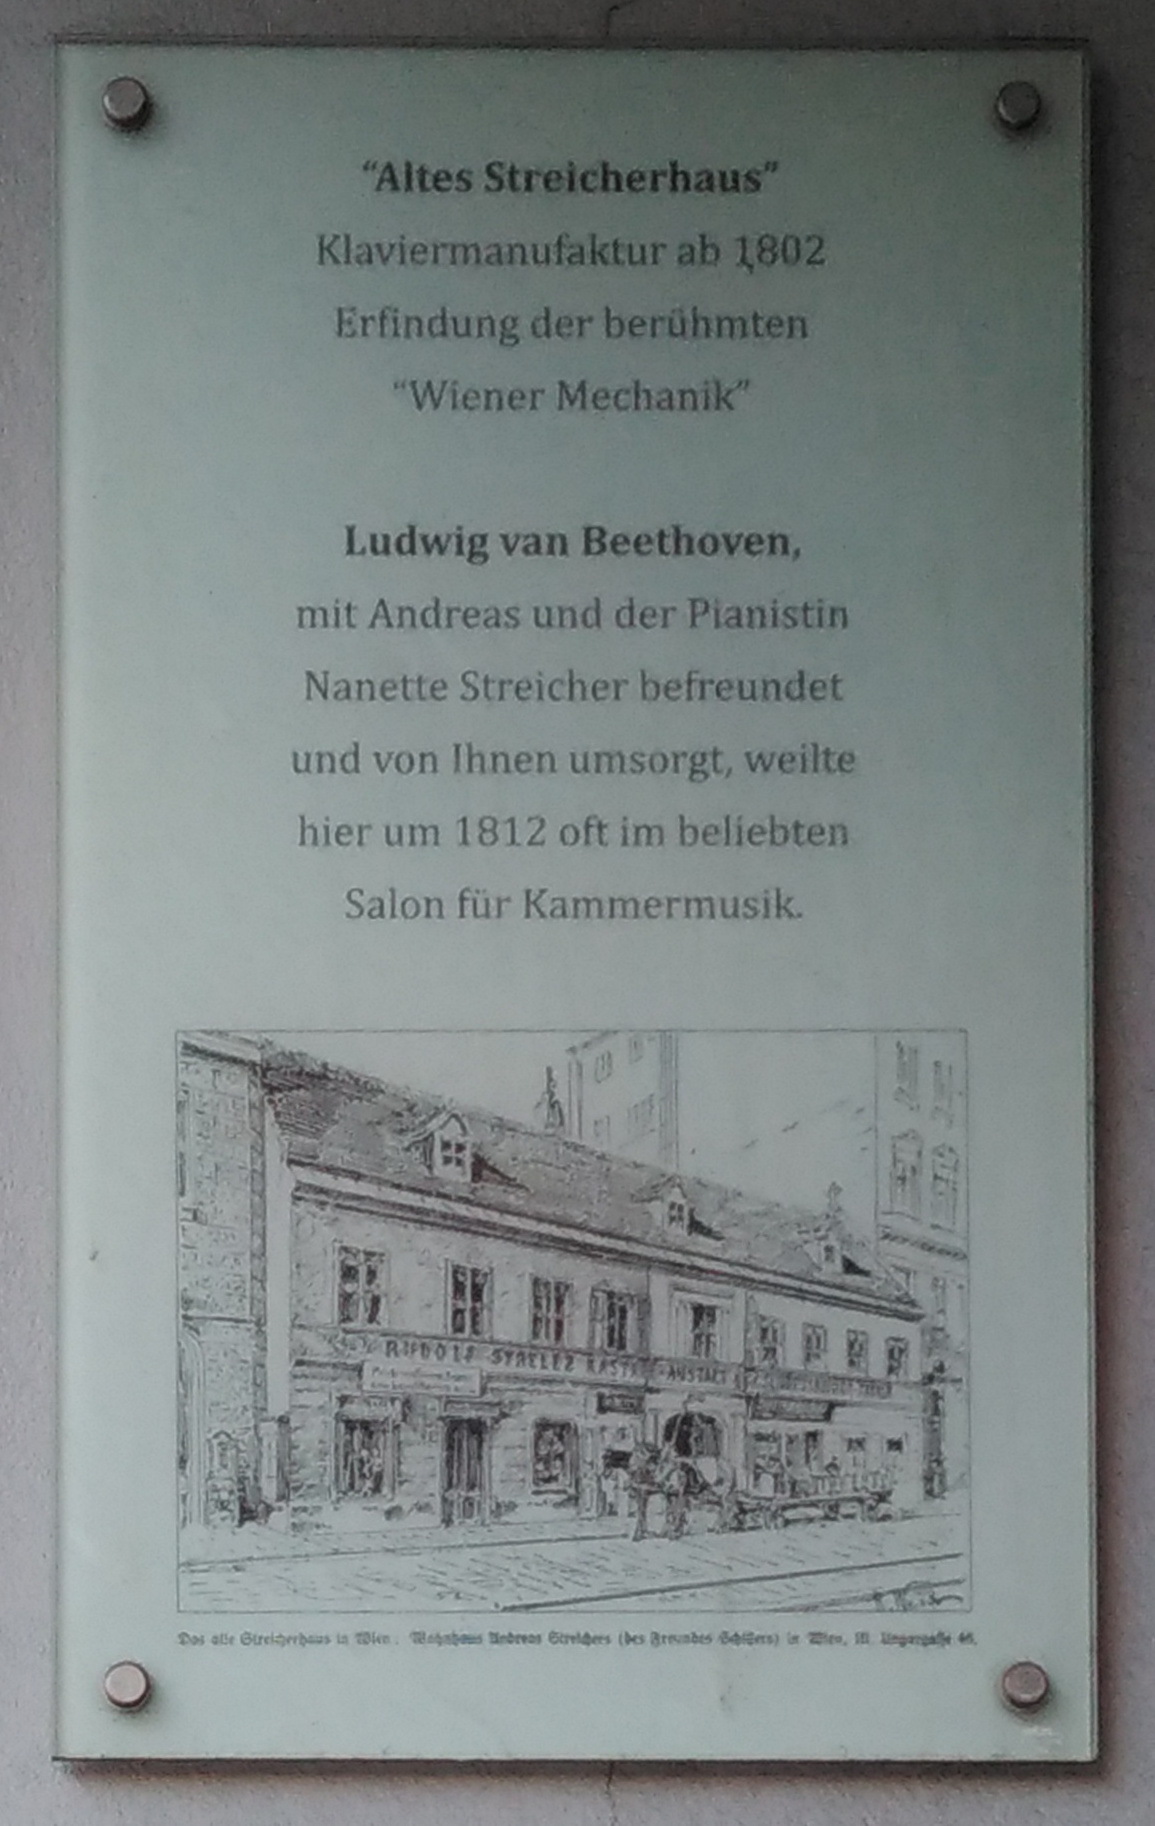 “Altes Streicherhaus”
Klaviermanufaktur ab 1802
Erfindung der berühmten
“Wiener Mechanik”
Ludwig van Beethoven,
mit Andreas und der Pianistin
Nanette Streicher befreundet
und von Ihnen umsorgt, weilte
hier um 1812 oft im beliebten
Salon für Kammermusik.
RUDOLF STRELEZ ANSTALT
Das alte Streicherhaus in Wien. Wohnhaus Andreas Streichers (des Freundes Schillers) in Wien, III. Ungargasse 46.